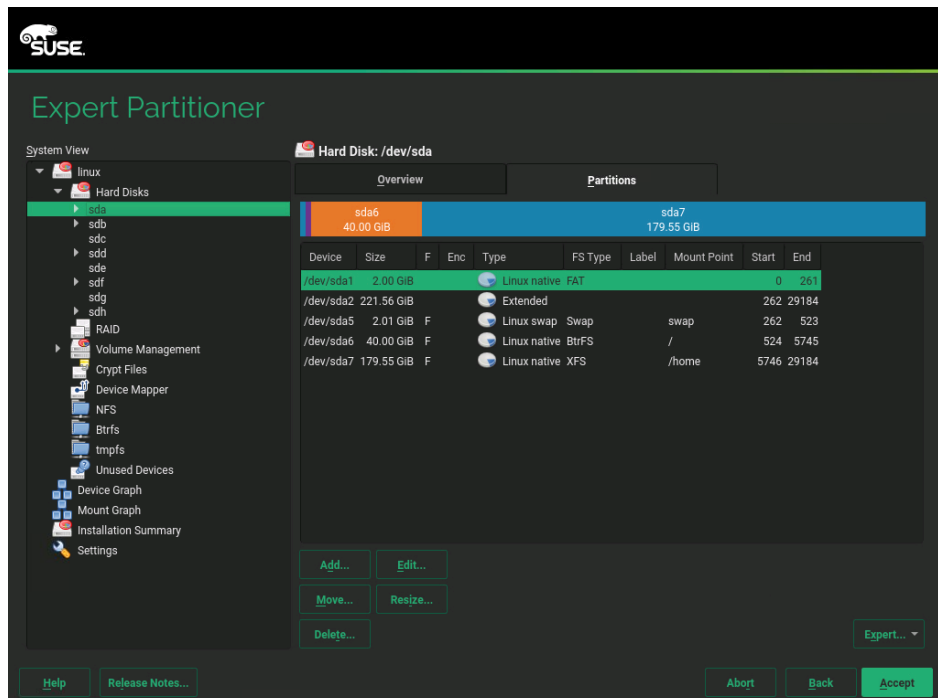 SUSE.
Expert Partitioner
System View
linux
Hard Disks
sda
sdb
sdc
sdd
sde
sdf
sdg
sdh
RAID
Volume Management
Crypt Files
Device Mapper
NFS
Btrfs
tmpfs
Unused Devices
Device Graph
Mount Graph
Installation Summary
Settings
Hard Disk: /dev/sda
Overview Partitions
sda6 sda7
40.00 GiB 179.55 GiB
Device Size F Enc Type FS Type Label Mount Point Start End
/dev/sda1 2.00 GiB Linux native FAT 0 261
/dev/sda2 221.56 GiB Extended 262 29184
/dev/sda5 2.01 GiB F Linux swap Swap swap 262 523
/dev/sda6 40.00 GiB F Linux native BtrFS / 524 5745
/dev/sda7 179.55 GiB F Linux native XFS /home 5746 29184
Add... Edit...
Move... Resize...
Delete... Expert...
Help Release Notes... Abort Back Accept